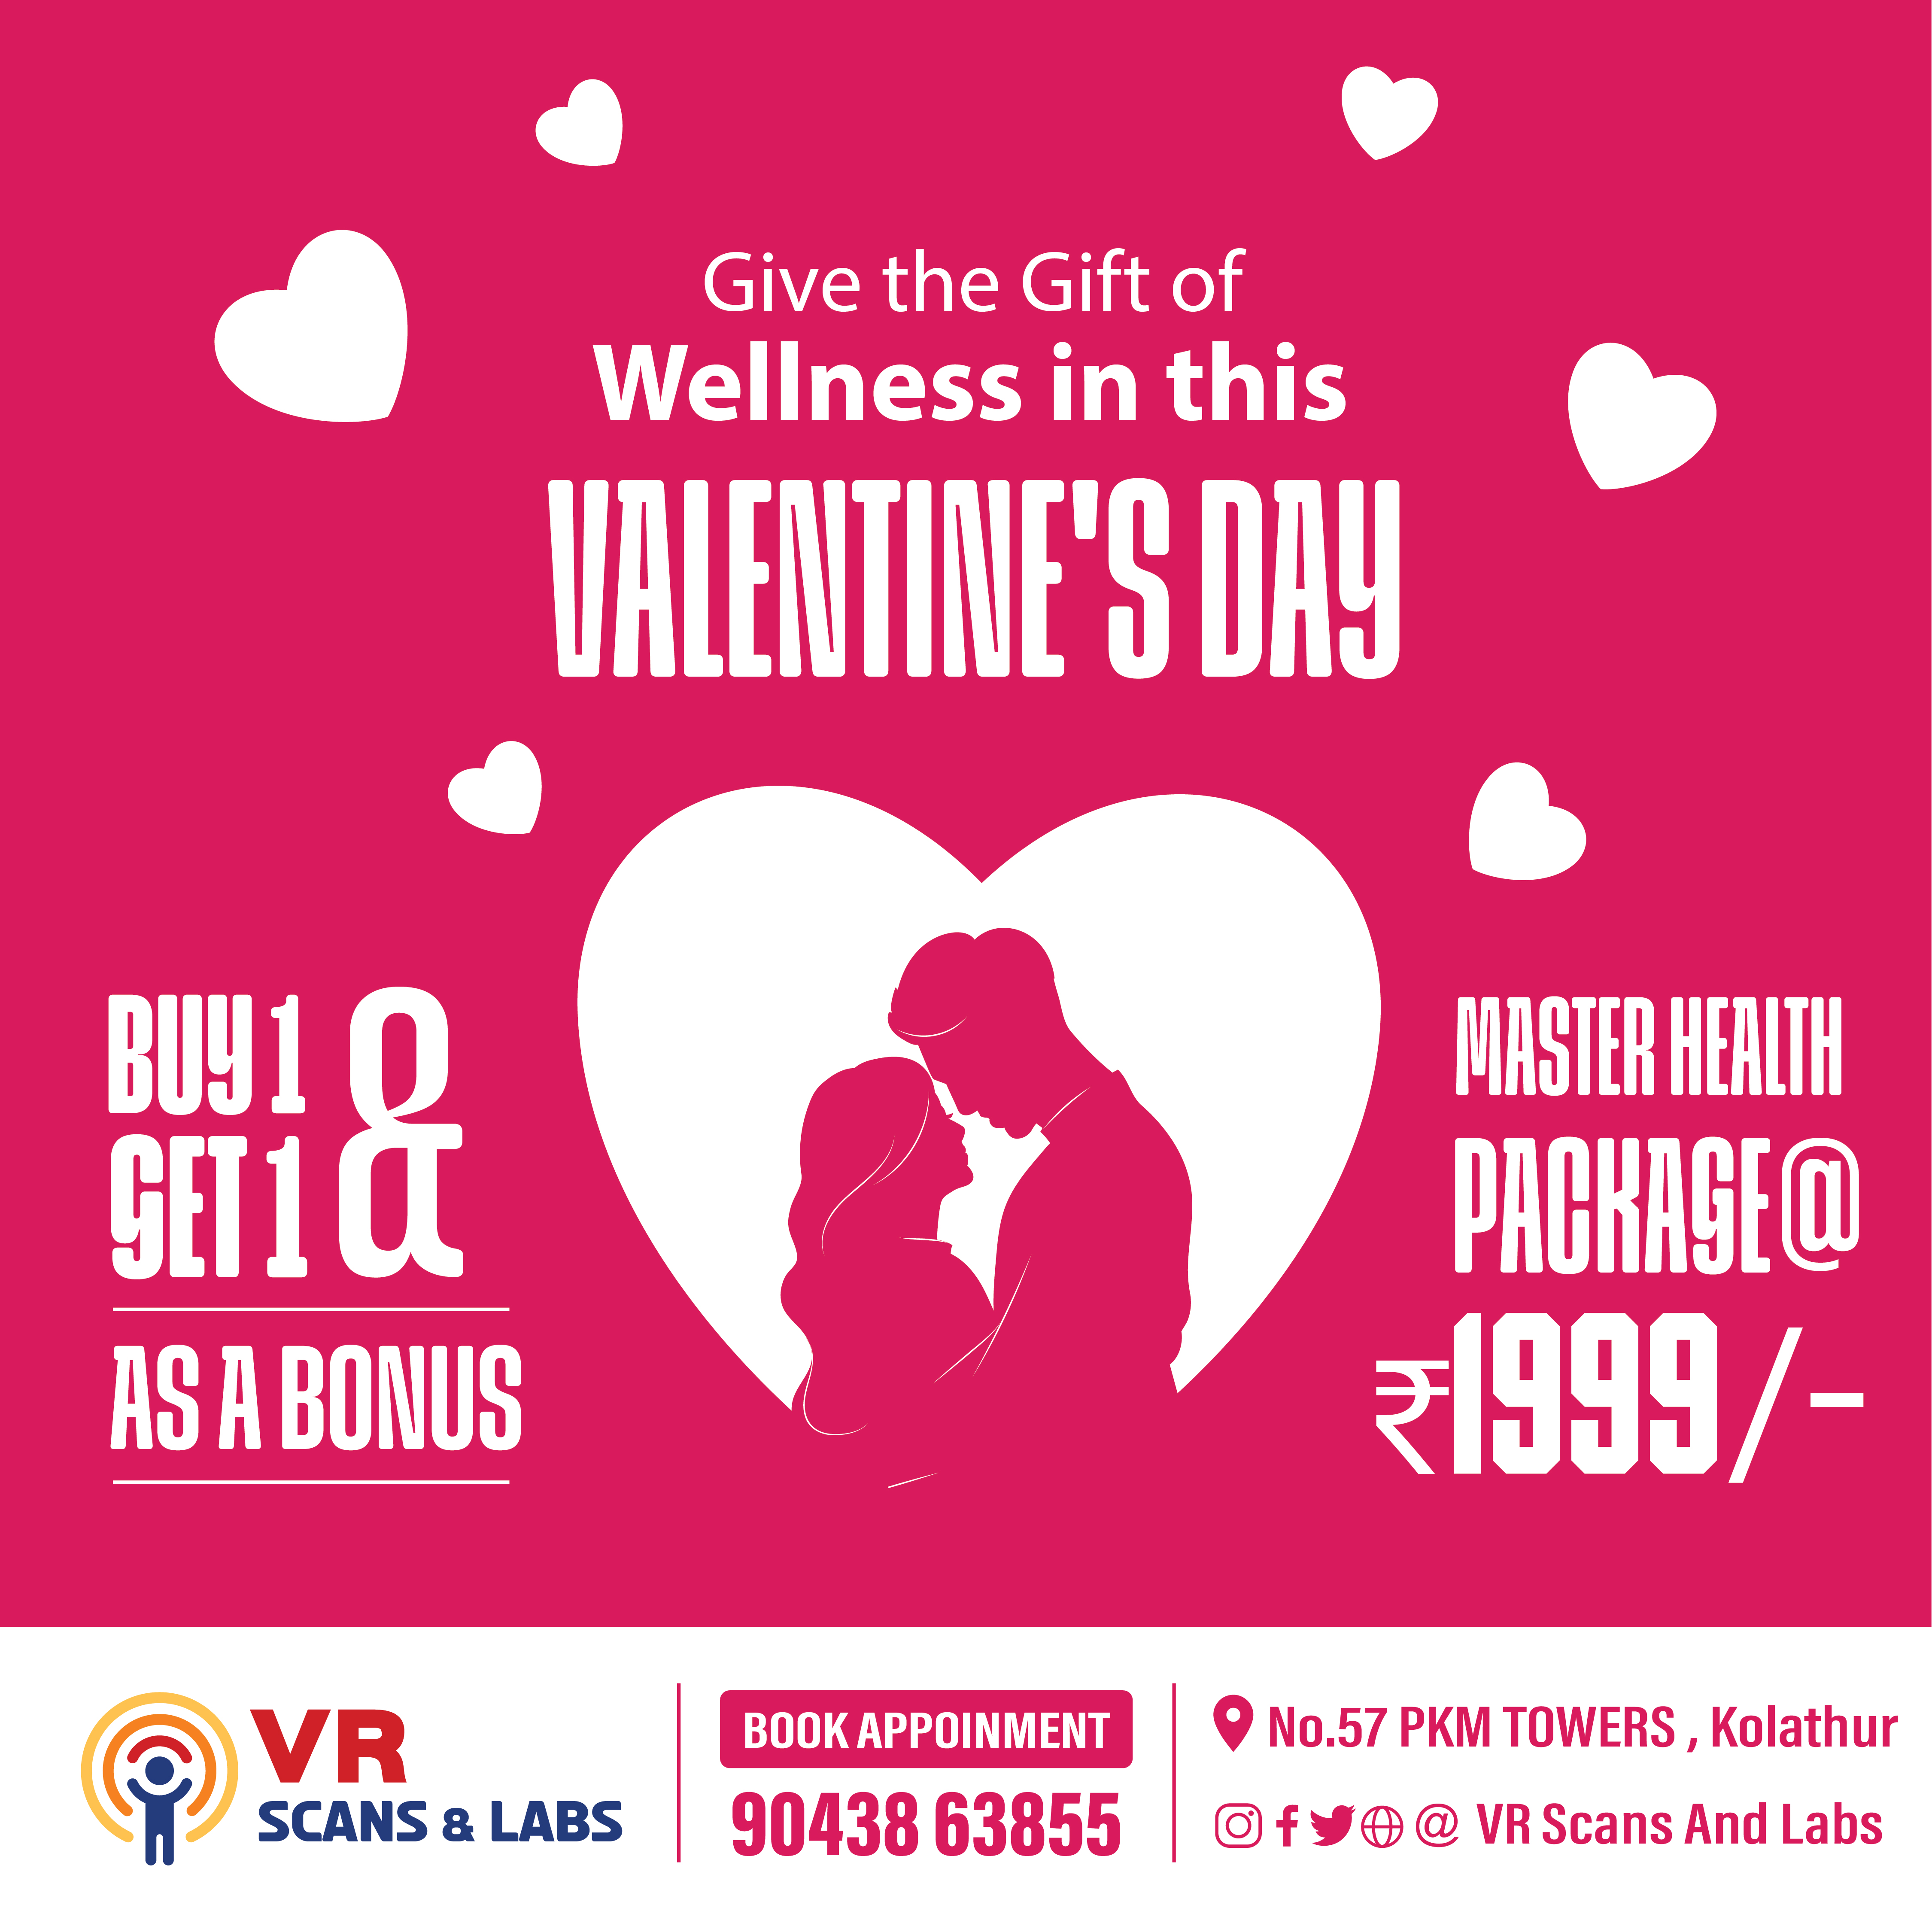 Give the Gift of
Wellness in this
VALENTINE'S DAY
BUY 1
GET 1 &
AS A BONUS
MASTER HEALTH
PACKAGE @
₹1999/-
VR
SCANS & LABS
BOOK APPOINMENT
90438 63855
No.57 PKM TOWERS , Kolathur
VR Scans And Labs